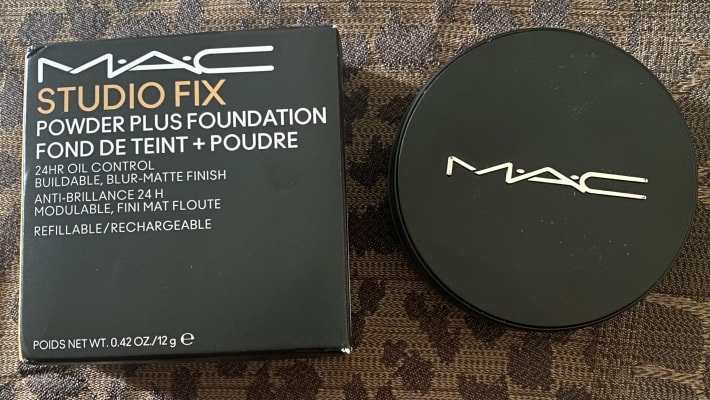 M·A·C
STUDIO FIX
POWDER PLUS FOUNDATION
FOND DE TEINT + POUDRE
24HR OIL CONTROL
BUILDABLE, BLUR-MATTE FINISH
ANTI-BRILLANCE 24 H
MODULABLE, FINI MAT FLOUTE
REFILLABLE/RECHARGEABLE
POIDS NET WT. 0.42 OZ./12 g ℮
M·A·C